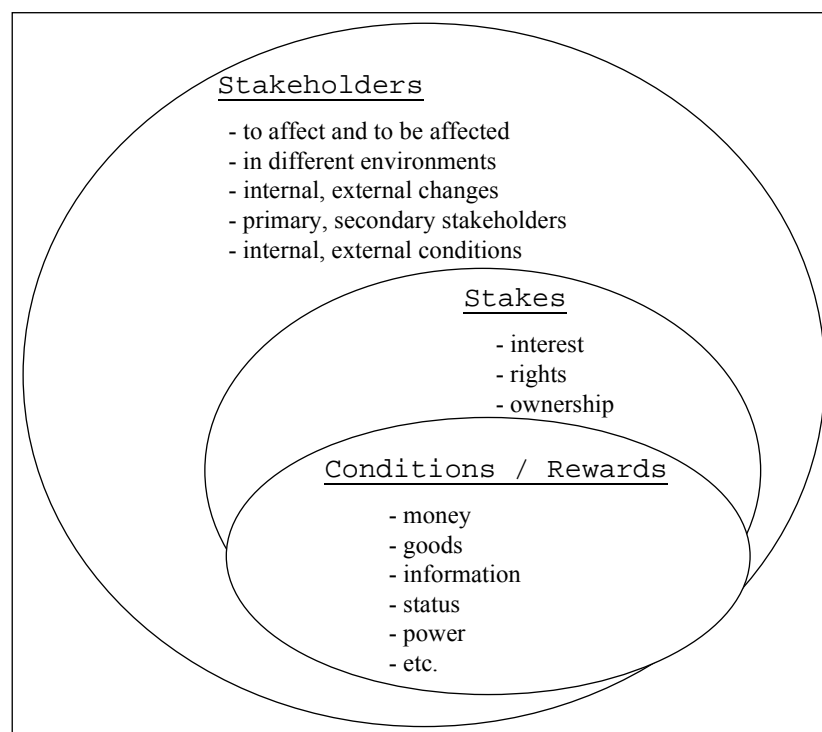 Stakeholders
- to affect and to be affected
- in different environments
- internal, external changes
- primary, secondary stakeholders
- internal, external conditions
Stakes
- interest
- rights
- ownership
Conditions / Rewards
- money
- goods
- information
- status
- power
- etc.